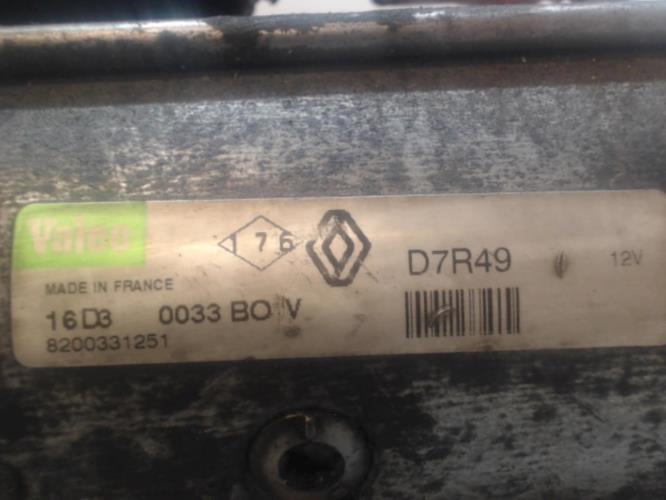 Valeo
176
D7R49
12V
MADE IN FRANCE
16D3 0033 BO V
8200331251